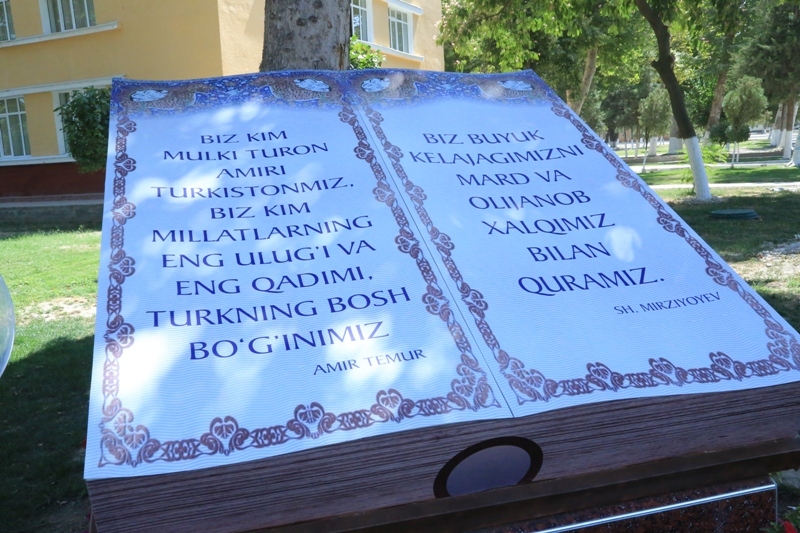 BIZ KIM
MULKI TURON
AMIRI
TURKISTONMIZ,
BIZ KIM
MILLATLARNING
ENG ULUG'I VA
ENG QADIMI,
TURKNING BOSH
BO‘G'INIMIZ
AMIR TEMUR
BIZ BUYUK
KELAJAGIMIZNI
MARD VA
OLIJANOB
XALQIMIZ
BILAN
QURAMIZ.
SH. MIRZIYOYEV